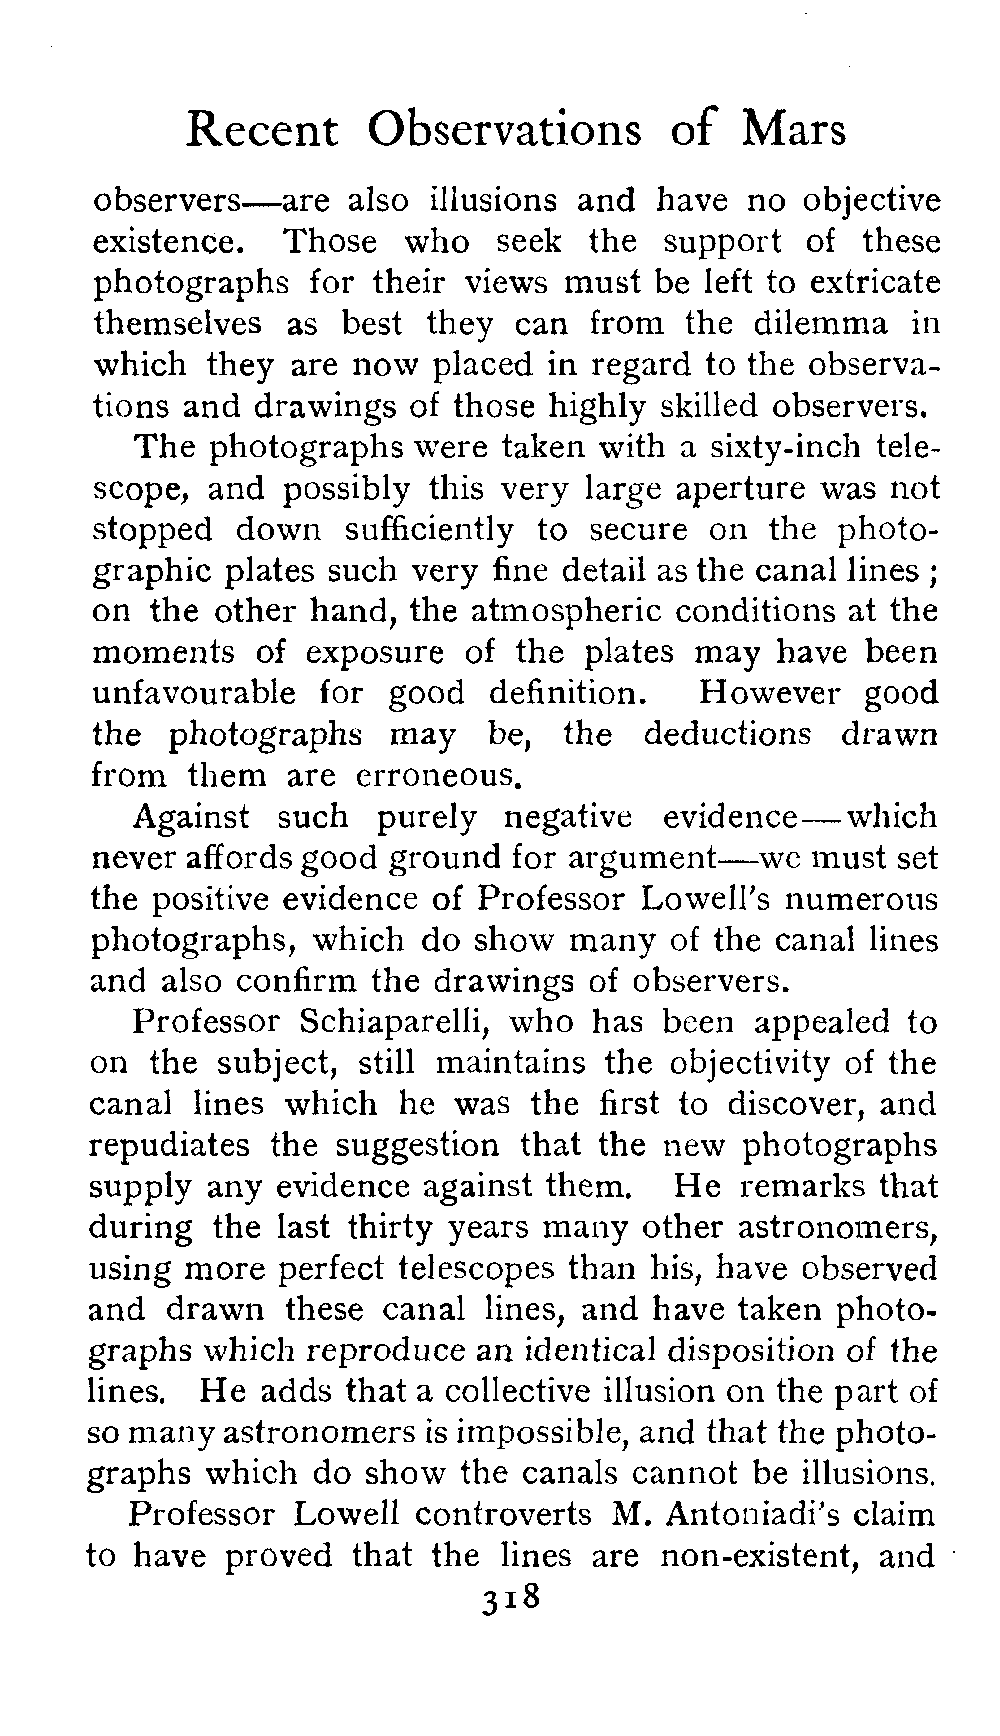 Recent Observations of Mars
observers—are also illusions and have no objective
existence. Those who seek the support of these
photographs for their views must be left to extricate
themselves as best they can from the dilemma in
which they are now placed in regard to the observa-
tions and drawings of those highly skilled observers.
The photographs were taken with a sixty-inch tele-
scope, and possibly this very large aperture was not
stopped down sufficiently to secure on the photo-
graphic plates such very fine detail as the canal lines ;
on the other hand, the atmospheric conditions at the
moments of exposure of the plates may have been
unfavourable for good definition. However good
the photographs may be, the deductions drawn
from them are erroneous.
Against such purely negative evidence—which
never affords good ground for argument—we must set
the positive evidence of Professor Lowell's numerous
photographs, which do show many of the canal lines
and also confirm the drawings of observers.
Professor Schiaparelli, who has been appealed to
on the subject, still maintains the objectivity of the
canal lines which he was the first to discover, and
repudiates the suggestion that the new photographs
supply any evidence against them. He remarks that
during the last thirty years many other astronomers,
using more perfect telescopes than his, have observed
and drawn these canal lines, and have taken photo-
graphs which reproduce an identical disposition of the
lines. He adds that a collective illusion on the part of
so many astronomers is impossible, and that the photo-
graphs which do show the canals cannot be illusions.
Professor Lowell controverts M. Antoniadi's claim
to have proved that the lines are non-existent, and
318